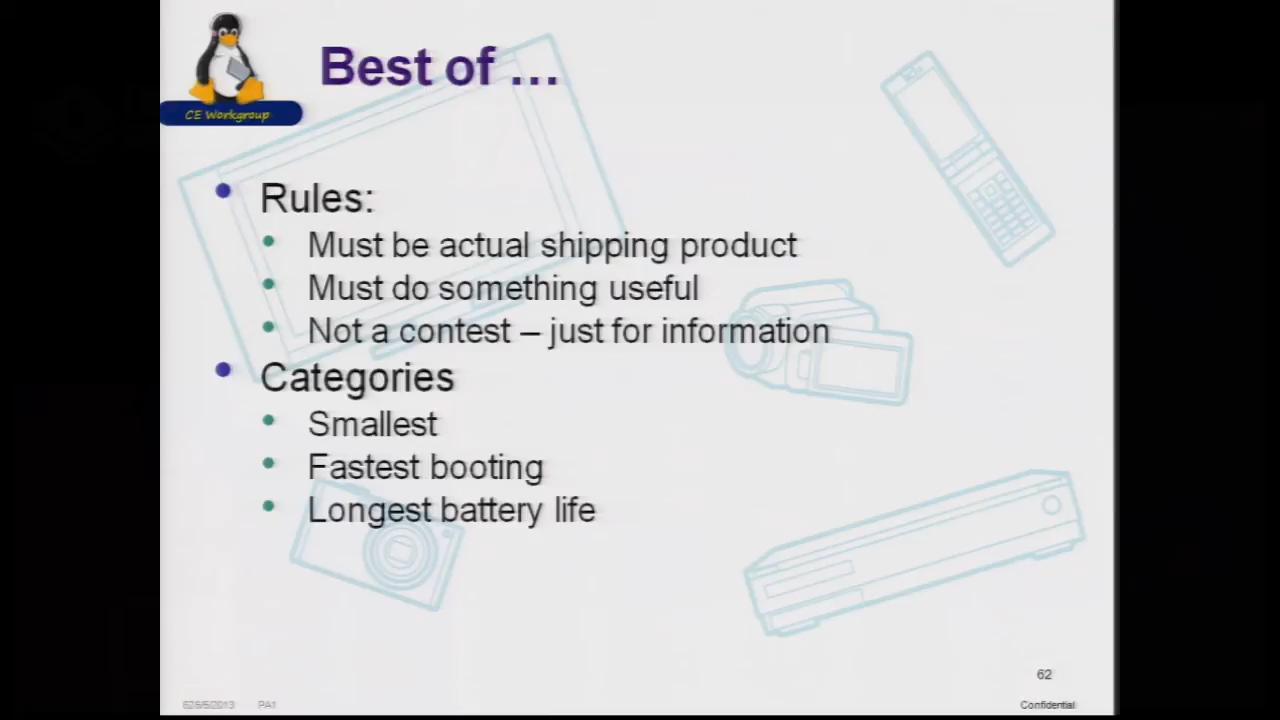 Best of ...
CE Workgroup
Rules:
Must be actual shipping product
Must do something useful
Not a contest – just for information
Categories
Smallest
Fastest booting
Longest battery life
62
PA1
Confidential